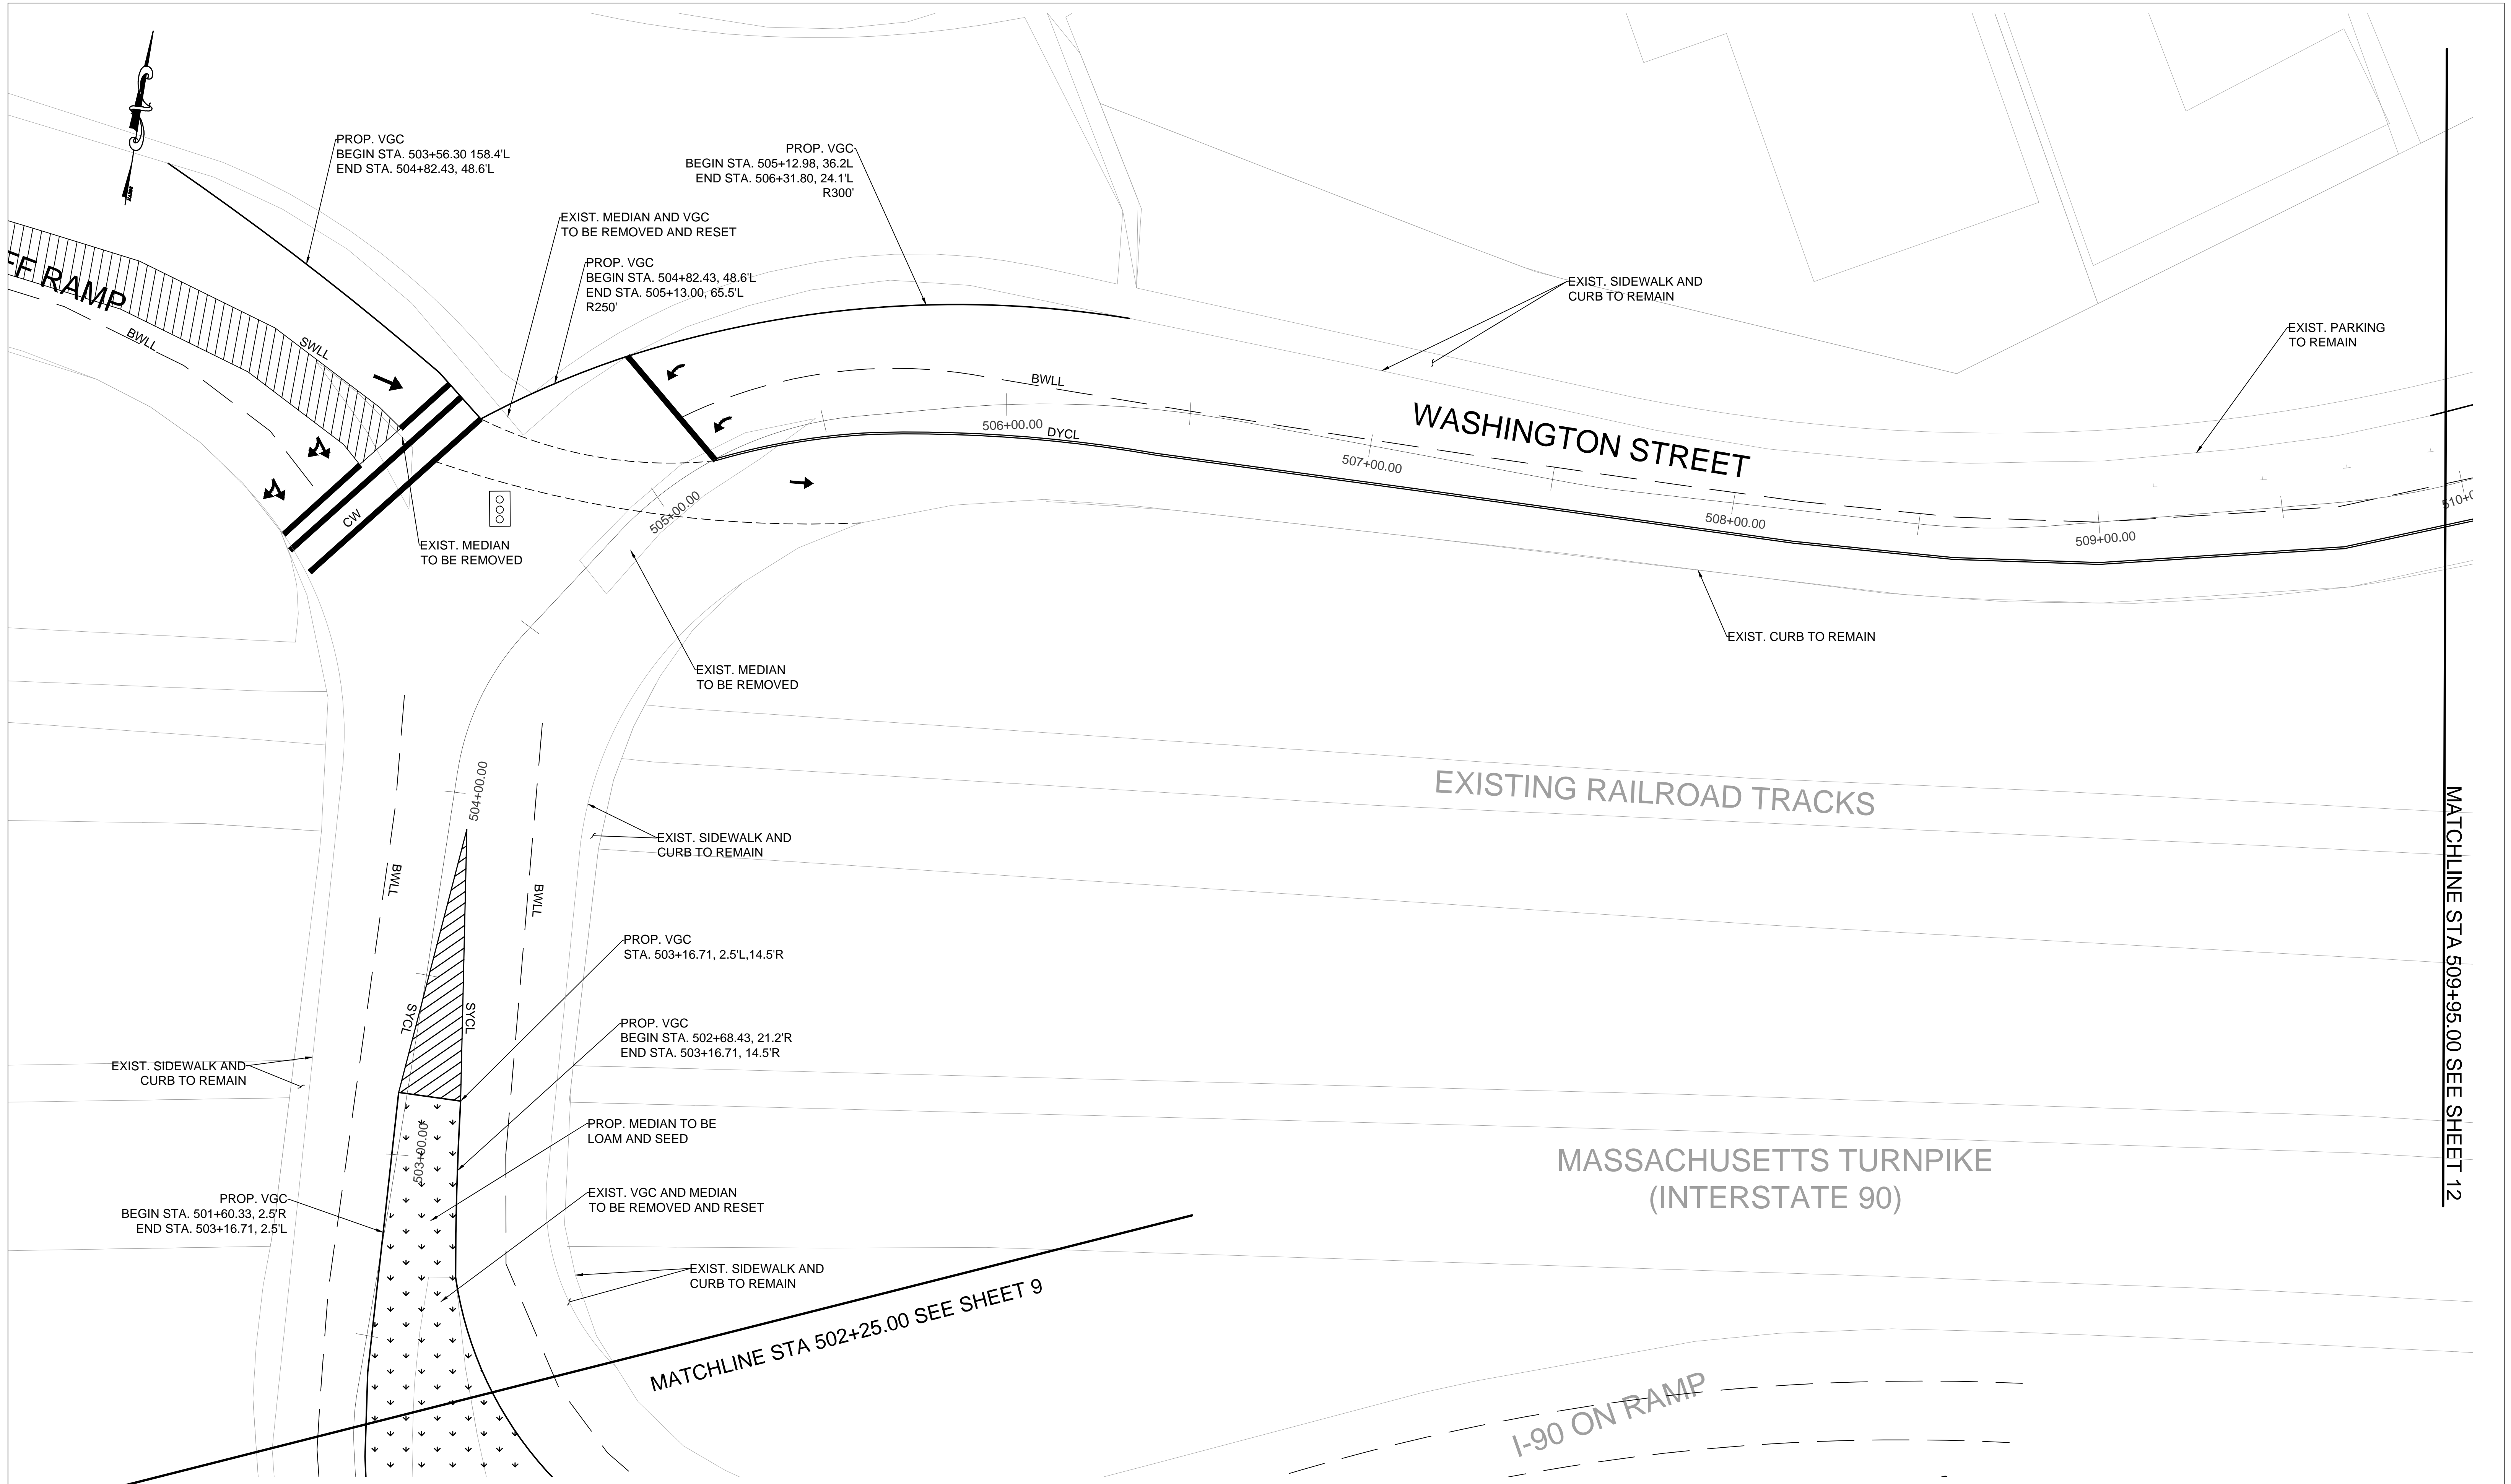 PROP. VGC
BEGIN STA. 503+56.30 158.4'L
END STA. 504+82.43, 48.6'L
PROP. VGC
BEGIN STA. 505+12.98, 36.2L
END STA. 506+31.80, 24.1'L
R300'
EXIST. MEDIAN AND VGC
TO BE REMOVED AND RESET
PROP. VGC
BEGIN STA. 504+82.43, 48.6'L
END STA. 505+13.00, 65.5'L
R250'
EXIST. SIDEWALK AND
CURB TO REMAIN
EXIST. PARKING
TO REMAIN
FF RAMP
BWLL
SWLL
BWLL
WASHINGTON STREET
506+00.00
DYCL
507+00.00
508+00.00
509+00.00
510+0
505+00.00
CW
EXIST. MEDIAN
TO BE REMOVED
EXIST. CURB TO REMAIN
EXIST. MEDIAN
TO BE REMOVED
504+00.00
EXISTING RAILROAD TRACKS
EXIST. SIDEWALK AND
CURB TO REMAIN
BWLL
BWLL
PROP. VGC
STA. 503+16.71, 2.5'L,14.5'R
SYCL
SYCL
PROP. VGC
BEGIN STA. 502+68.43, 21.2'R
END STA. 503+16.71, 14.5'R
EXIST. SIDEWALK AND
CURB TO REMAIN
PROP. MEDIAN TO BE
LOAM AND SEED
503+00.00
MASSACHUSETTS TURNPIKE
(INTERSTATE 90)
PROP. VGC
BEGIN STA. 501+60.33, 2.5'R
END STA. 503+16.71, 2.5'L
EXIST. VGC AND MEDIAN
TO BE REMOVED AND RESET
EXIST. SIDEWALK AND
CURB TO REMAIN
MATCHLINE STA 502+25.00 SEE SHEET 9
MATCHLINE STA 509+95.00 SEE SHEET 12
I-90 ON RAMP